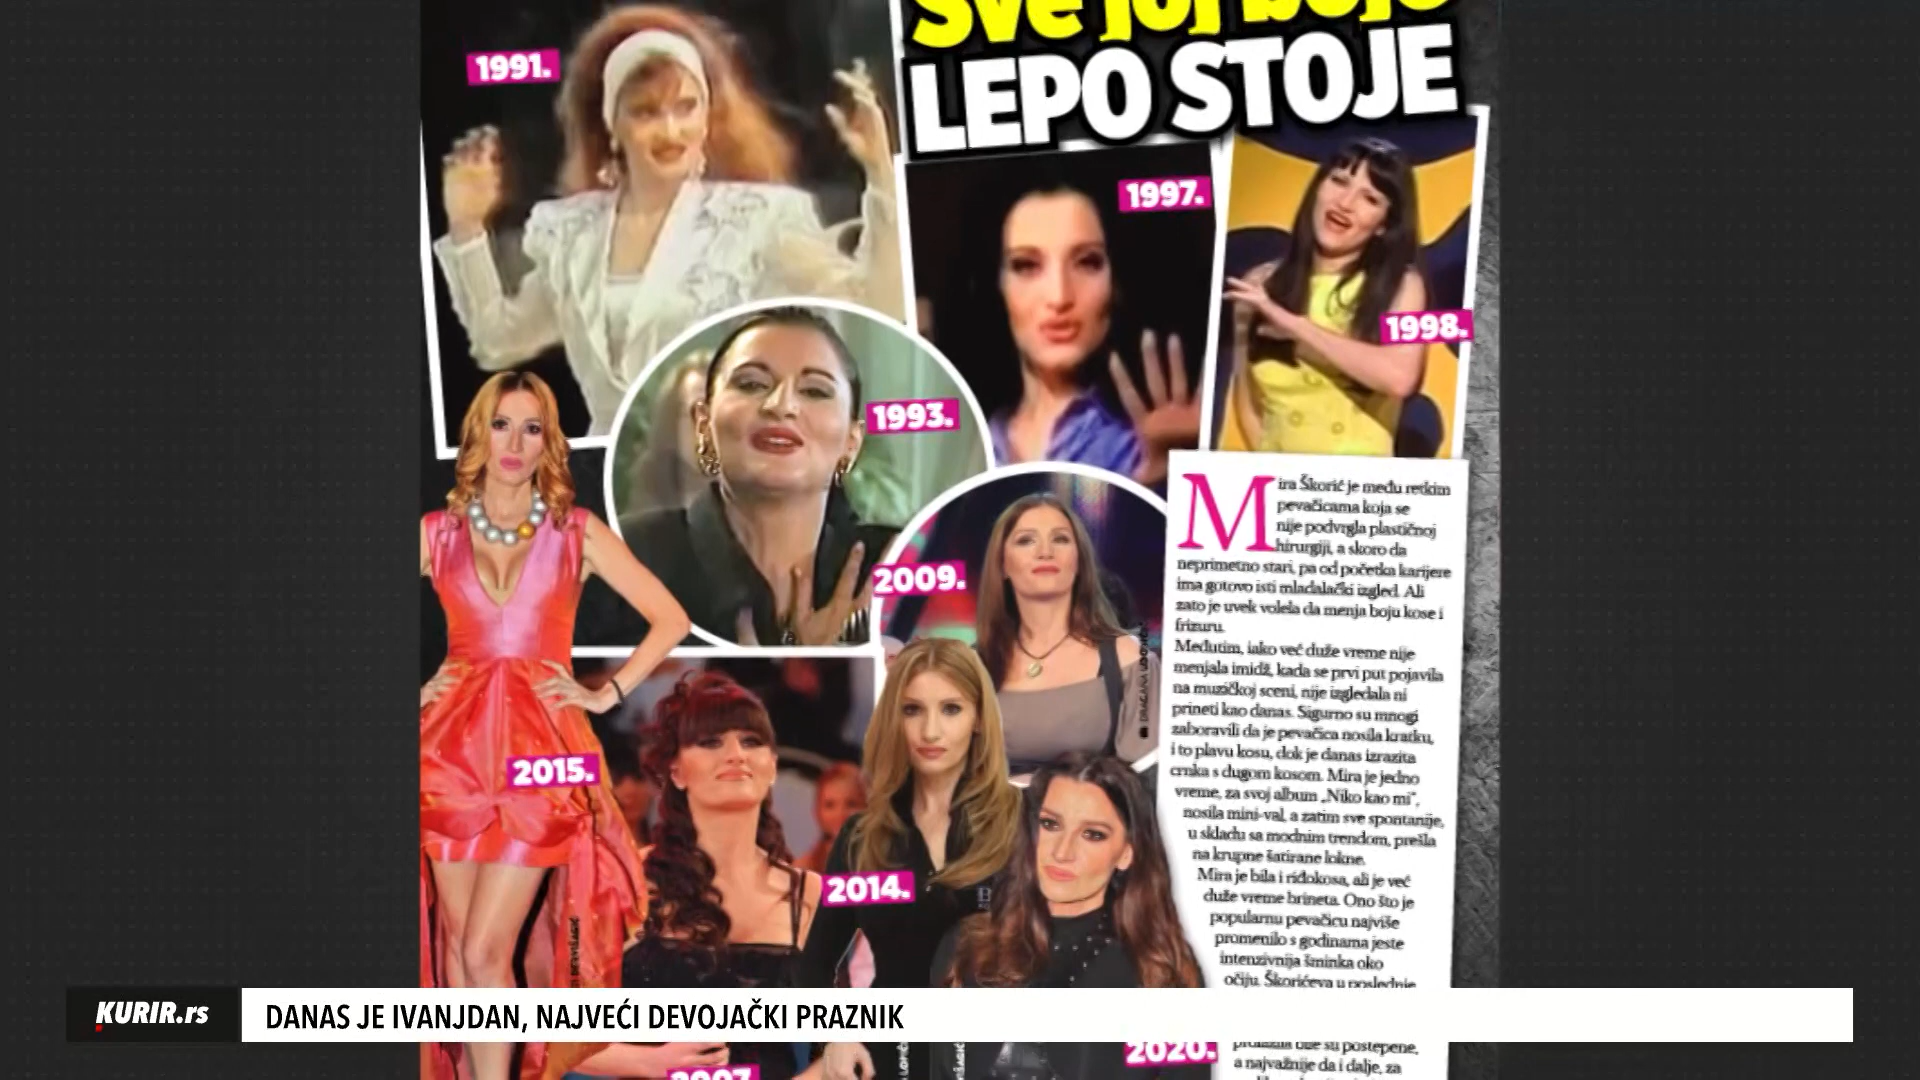 Sve joj boje
LEPO STOJE
1991.
1997.
1998.
1993.
2009.
2015.
2014.
Mira Škorić je među retkim
pevačicama koja se
nije podvrgla plastičnoj
hirurgiji, a skoro da
neprimetno stari, pa od početka karijere
ima gotovo isti mladalački izgled. Ali
zato je uvek volela da menja boju kose i
frizuru.
Međutim, iako već duže vreme nije
menjala imidž, kada se prvi put pojavila
na muzičkoj sceni, nije izgledala ni
prineti kao danas. Sigurno su mnogi
zaboravili da je pevačica nosila kratku,
i to plavu kosu, dok je danas izrazita
crnka s dugom kosom. Mira je jedno
vreme, za svoj album „Niko kao mi“,
nosila mini-val, a zatim sve spontanije,
u skladu sa modnim trendom, prešla
na krupne šatirane lokne.
Mira je bila i riđokosa, ali je već
duže vreme brineta. Ono što je
popularnu pevačicu najviše
promenilo s godinama jeste
intenzivnija šminka oko
očiju. Škorićeva u poslednje
KURIR.rs
DANAS JE IVANJDAN, NAJVEĆI DEVOJAČKI PRAZNIK
2020.
su postepene,
a najvažnije da i dalje, za
2007.